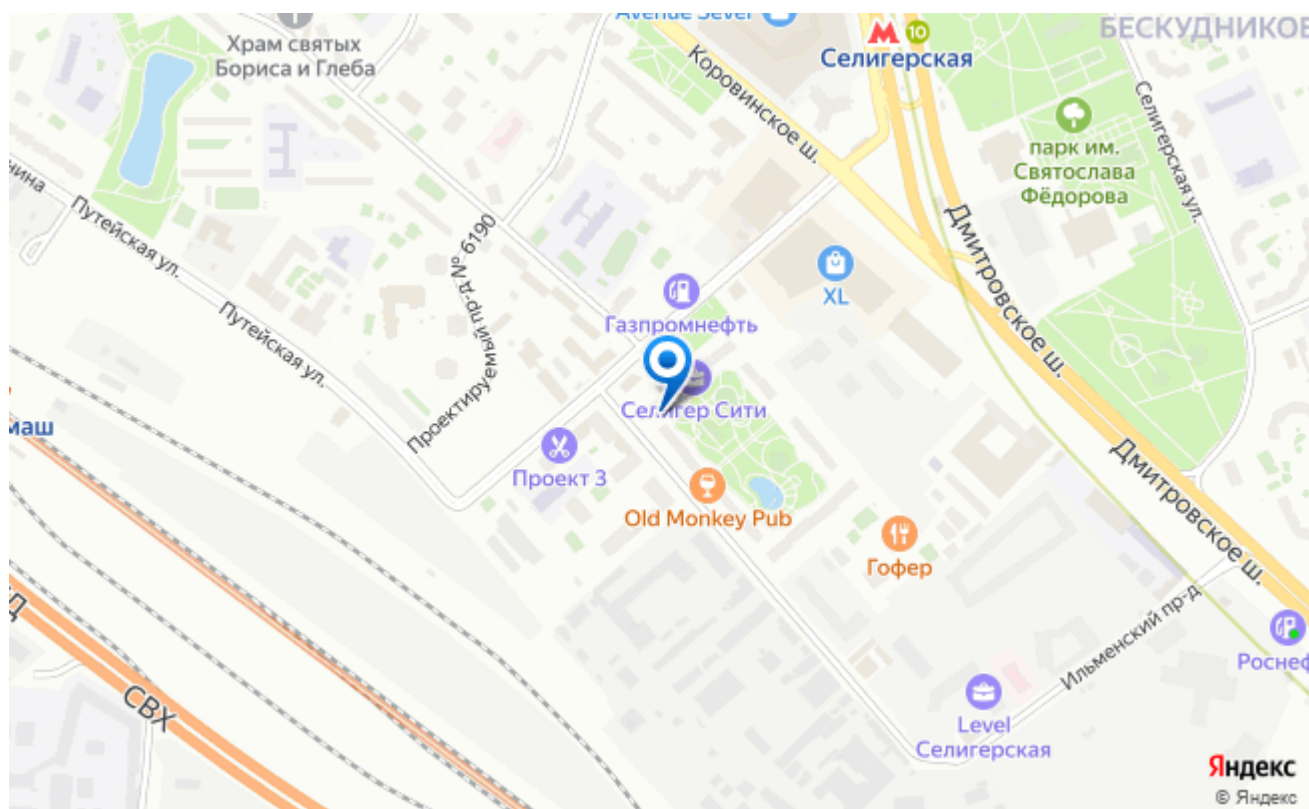 Avenue Sever
Храм святых
Бориса и Глеба
10
Селигерская
БЕСКУДНИКОВ
Коровинское ш.
Селигерская ул.
парк им.
Святослава
Фёдорова
нина
Путейская ул.
Проектируемый пр-д № 6190
Дмитровское ш.
XL
Газпромнефть
Путейская ул.
Селигер Сити
маш
Проект 3
Old Monkey Pub
Дмитровское ш.
Гофер
Ильменский пр-д
Роснеф
СВХ
Level
Селигерская
Яндекс
© Яндекс